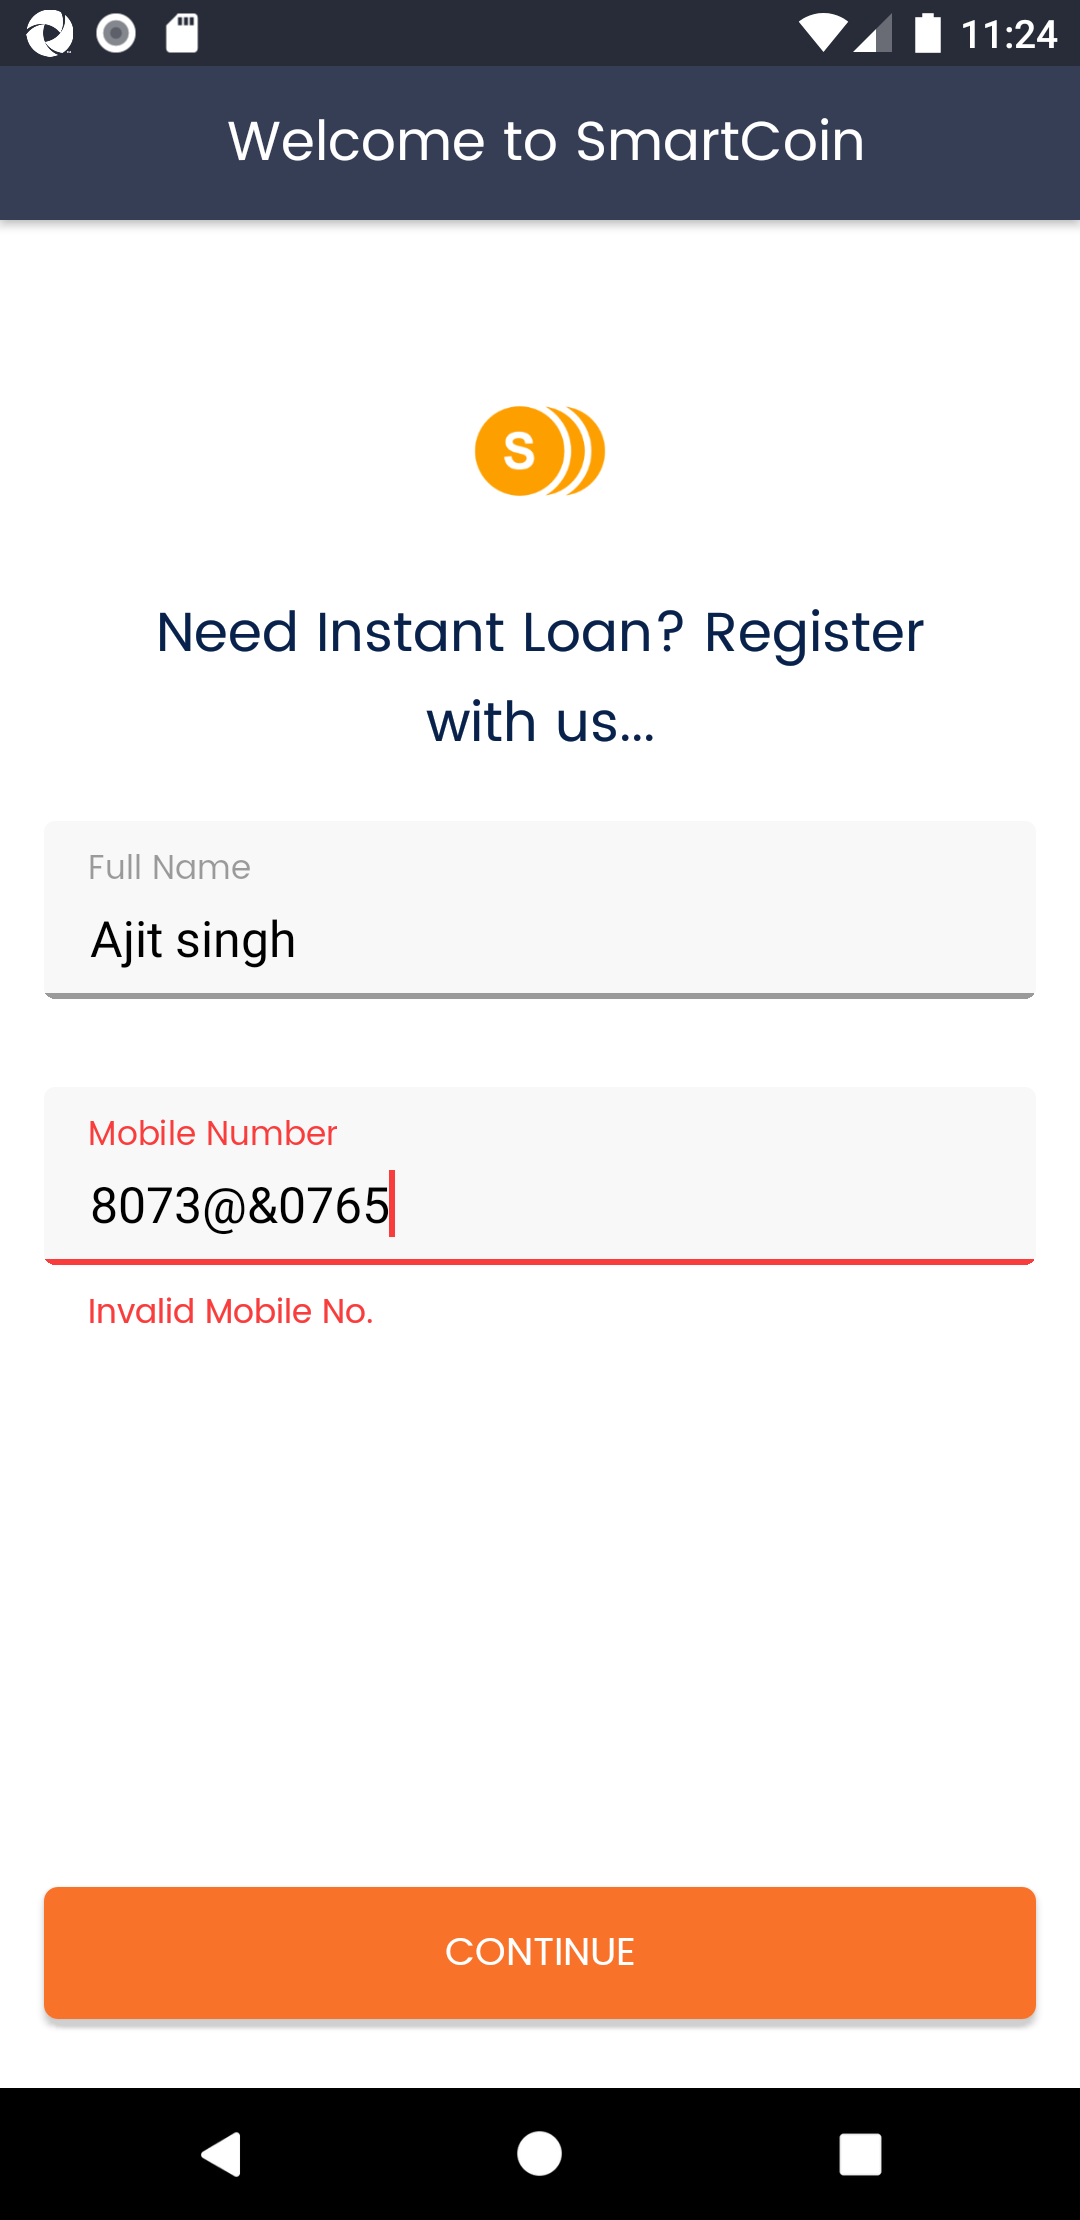 11:24
Welcome to SmartCoin
S
Need Instant Loan? Register
with us...
Full Name
Ajit singh
Mobile Number
8073@&0765
Invalid Mobile No.
CONTINUE